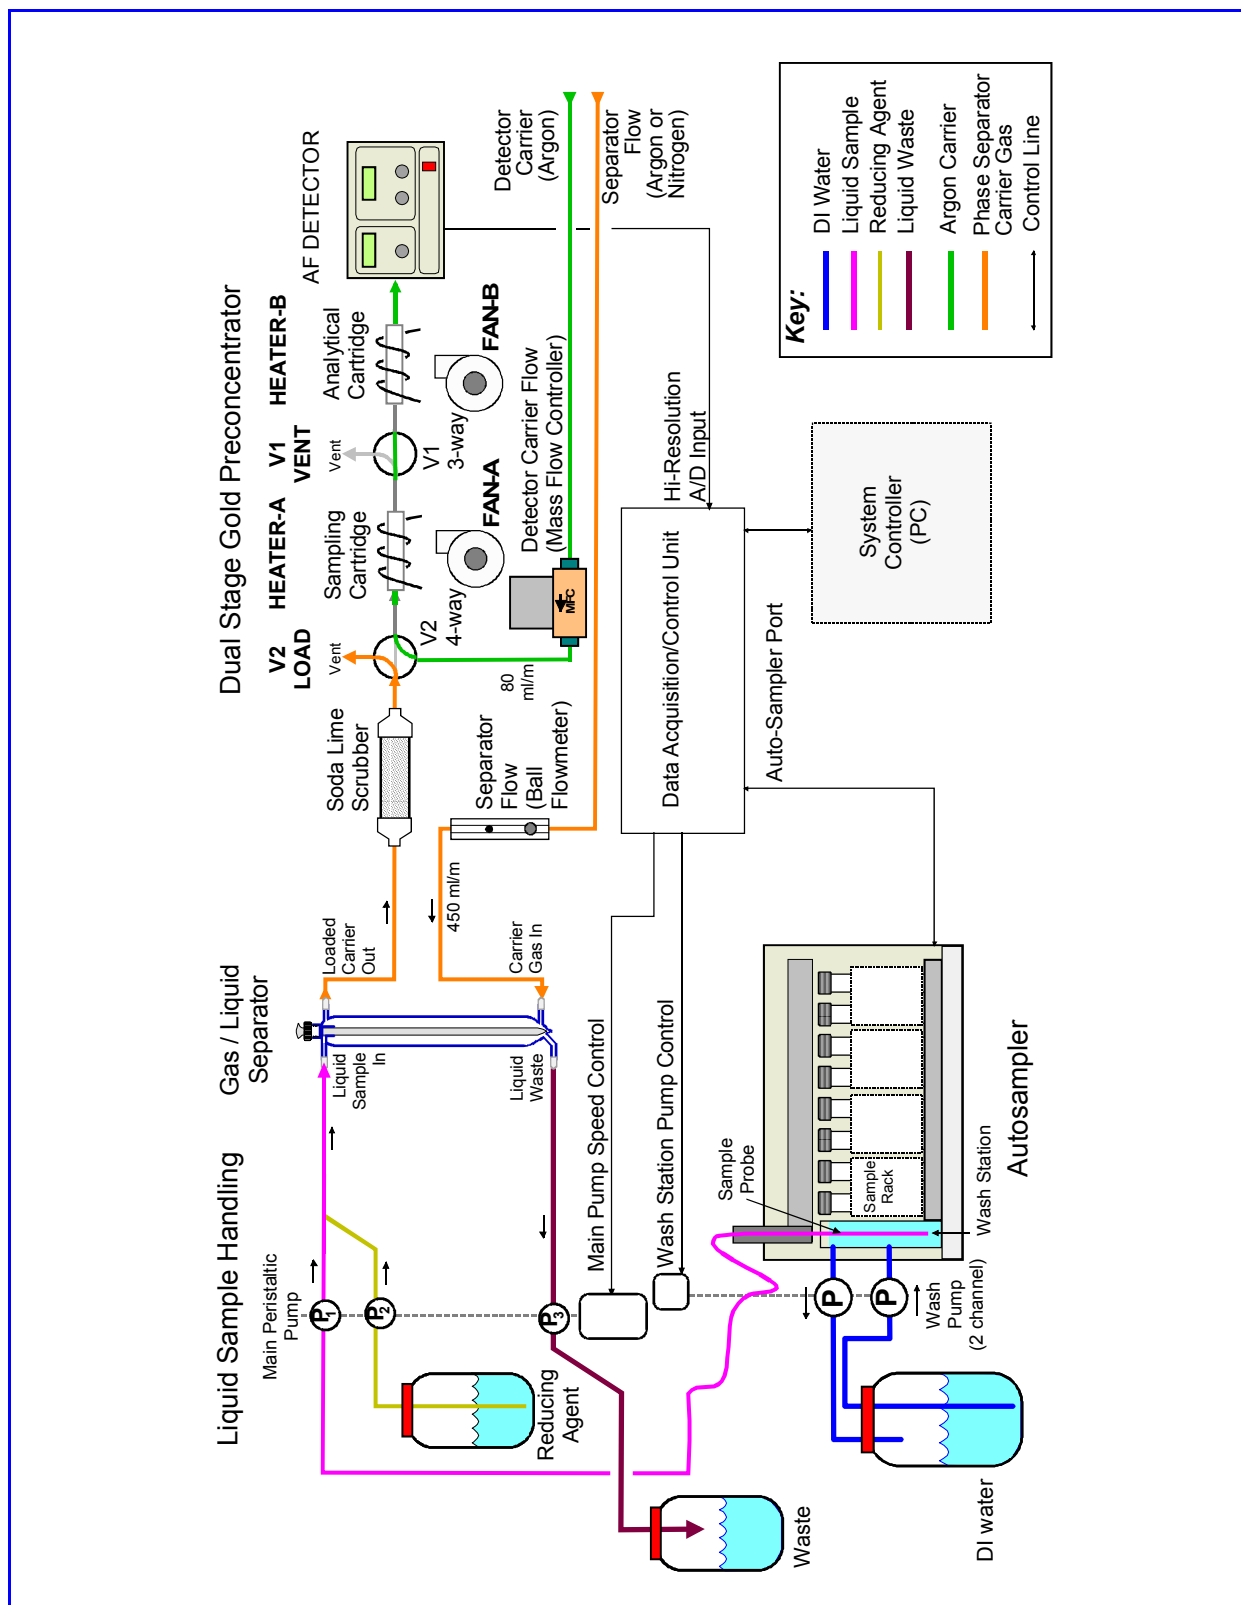 Liquid Sample Handling
Gas / Liquid
Separator
Dual Stage Gold Preconcentrator
V2
LOAD
HEATER-A
V1
VENT
HEATER-B
AF DETECTOR
Main Peristaltic
Pump
P1
P2
P3
Liquid
Sample
In
Loaded
Carrier
Out
Soda Lime
Scrubber
Vent
Sampling
Cartridge
Vent
Analytical
Cartridge
V2
4-way
FAN-A
V1
3-way
FAN-B
Reducing
Agent
Liquid
Waste
Carrier
Gas In
450 ml/m
Separator
Flow
(Ball
Flowmeter)
80
ml/m
MFC
Detector Carrier Flow
(Mass Flow Controller)
Detector
Carrier
(Argon)
Separator
Flow
(Argon or
Nitrogen)
Main Pump Speed Control
Wash Station Pump Control
Data Acquisition/Control Unit
Hi-Resolution
A/D Input
Waste
Sample
Probe
Auto-Sampler Port
System
Controller
(PC)
P
P
Sample
Rack
Wash
Pump
(2 channel)
Wash Station
DI water
Autosampler
Key:
DI Water
Liquid Sample
Reducing Agent
Liquid Waste
Argon Carrier
Phase Separator
Carrier Gas
Control Line